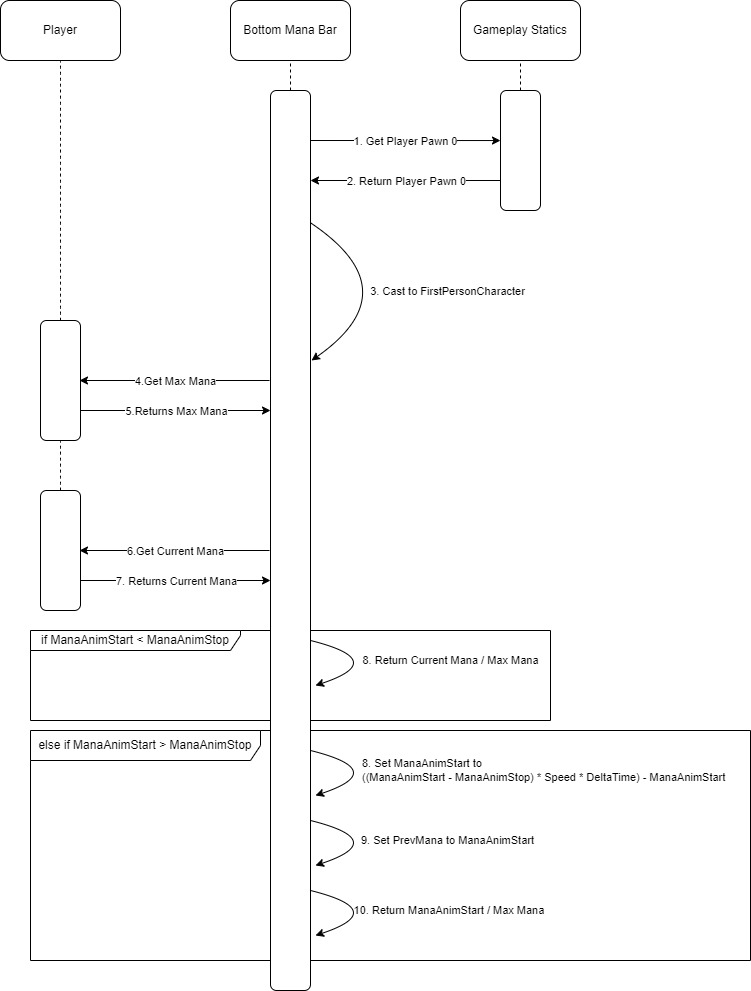 Player
Bottom Mana Bar
Gameplay Statics
1. Get Player Pawn 0
2. Return Player Pawn 0
3. Cast to FirstPersonCharacter
4.Get Max Mana
5.Returns Max Mana
6.Get Current Mana
7. Returns Current Mana
if ManaAnimStart < ManaAnimStop
8. Return Current Mana / Max Mana
else if ManaAnimStart > ManaAnimStop
8. Set ManaAnimStart to
((ManaAnimStart - ManaAnimStop) * Speed * DeltaTime) - ManaAnimStart
9. Set PrevMana to ManaAnimStart
10. Return ManaAnimStart / Max Mana